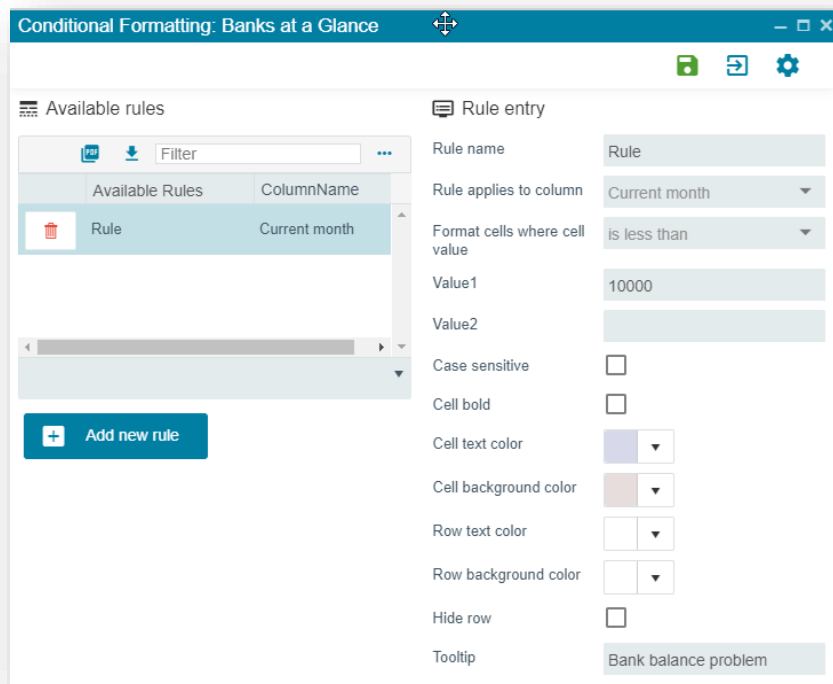 Conditional Formatting: Banks at a Glance
Available rules
PDF
Filter
Available Rules ColumnName
Rule Current month
Add new rule
Rule entry
Rule name Rule
Rule applies to column Current month
Format cells where cell
value is less than
Value1 10000
Value2
Case sensitive
Cell bold
Cell text color
Cell background color
Row text color
Row background color
Hide row
Tooltip Bank balance problem